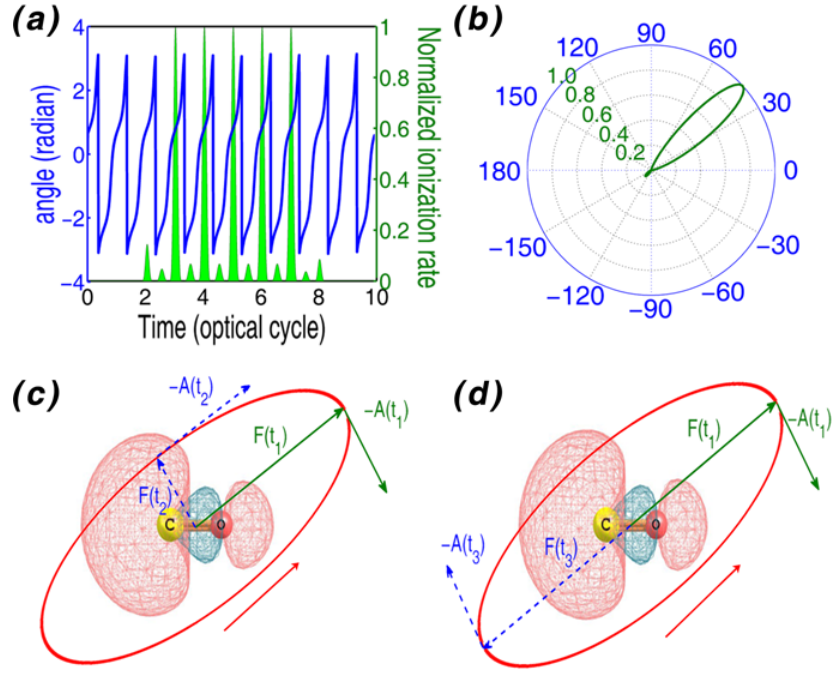 (a)
4
2
0
−2
−4
angle (radian)
0 2 4 6 8 10
Time (optical cycle)
1
0.8
0.6
0.4
0.2
0
Normalized ionization rate
(b)
90
120 60
150 30
180 0
−150 −30
−120 −60
−90
1.0
0.8
0.6
0.4
0.2
(c)
−A(t₂)
F(t₁)
−A(t₁)
F(t₂)
C O
(d)
F(t₁)
−A(t₁)
C O
−A(t₃)
F(t₃)